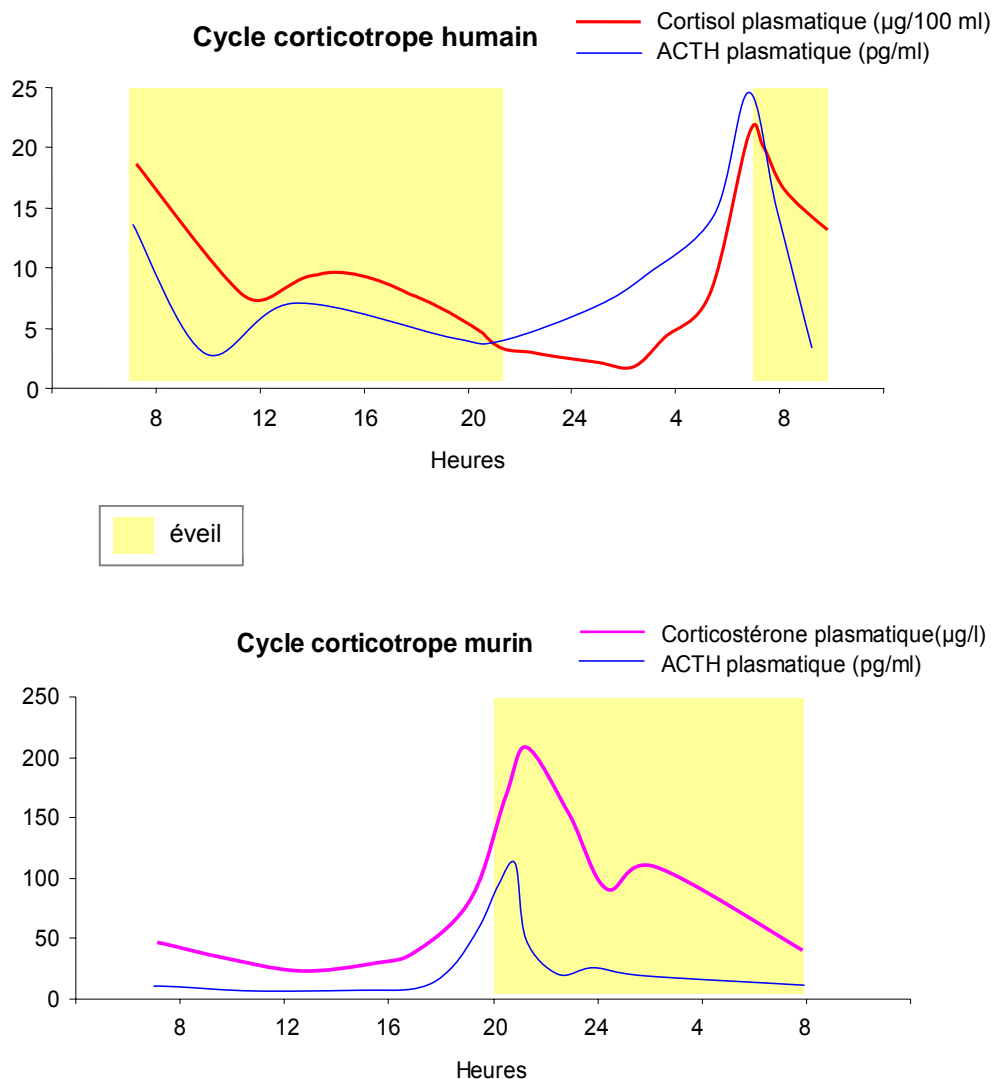 Cycle corticotrope humain
Cortisol plasmatique (µg/100 ml)
ACTH plasmatique (pg/ml)
25
20
15
10
5
0
8 12 16 20 24 4 8
Heures
éveil
Cycle corticotrope murin
Corticostérone plasmatique(µg/l)
ACTH plasmatique (pg/ml)
250
200
150
100
50
0
8 12 16 20 24 4 8
Heures